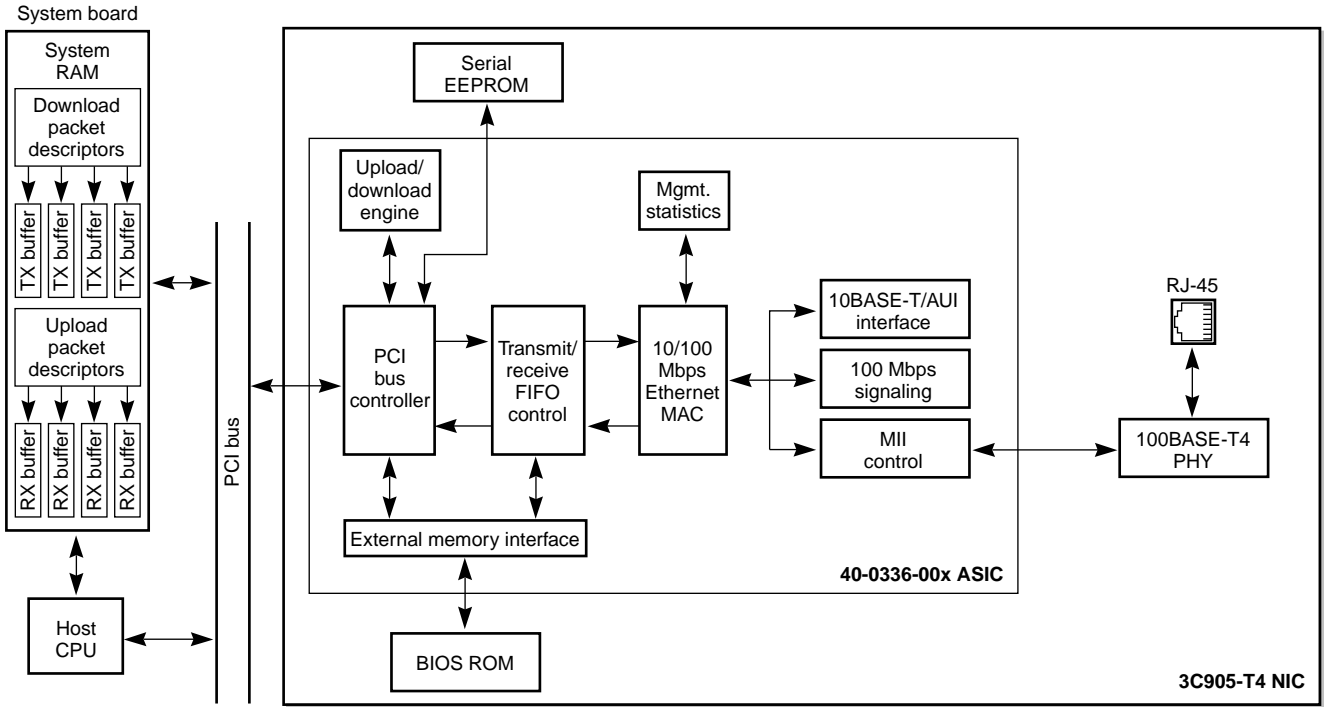 System board
System
RAM
Download
packet
descriptors
TX buffer
TX buffer
TX buffer
TX buffer
Upload
packet
descriptors
RX buffer
RX buffer
RX buffer
RX buffer
Host
CPU
PCI bus
Serial
EEPROM
Upload/
download
engine
Mgmt.
statistics
PCI
bus
controller
Transmit/
receive
FIFO
control
10/100
Mbps
Ethernet
MAC
10BASE-T/AUI
interface
100 Mbps
signaling
MII
control
External memory interface
40-0336-00x ASIC
BIOS ROM
RJ-45
100BASE-T4
PHY
3C905-T4 NIC